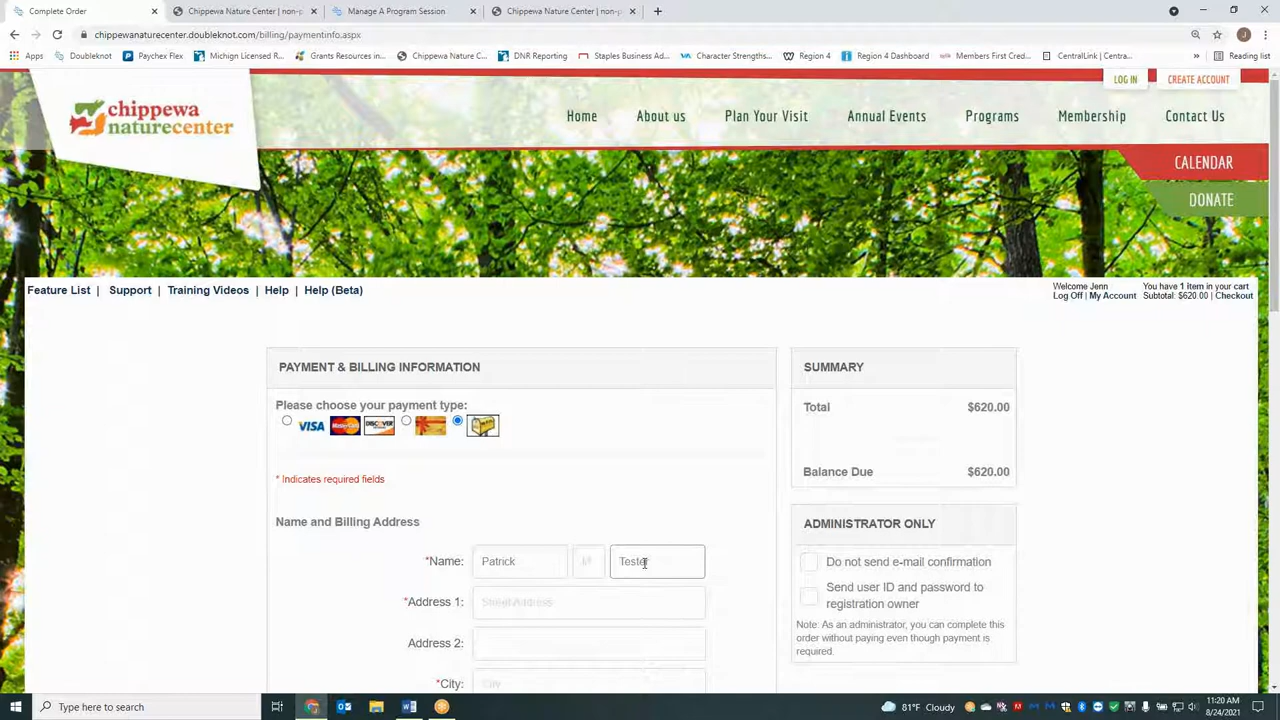 Complete Order
Chippewa Nature Center | non-p
Manage A Program Session
Chippewa Nature Center | non-p
chippewanaturecenter.doubleknot.com/billing/paymentinfo.aspx
J
Apps
Doubleknot
Paychex Flex
Michign Licensed R...
Grants Resources in...
Chippewa Nature C...
DNR Reporting
Staples Business Ad...
Character Strengths...
Region 4
Region 4 Dashboard
Members First Cred...
CentralLink | Centra...
Reading list
LOG IN
CREATE ACCOUNT
chippewa
naturecenter
Home
About us
Plan Your Visit
Annual Events
Programs
Membership
Contact Us
CALENDAR
DONATE
Feature List | Support | Training Videos | Help | Help (Beta)
Welcome Jenn
Log Off | My Account
You have 1 item in your cart
Subtotal: $620.00 | Checkout
PAYMENT & BILLING INFORMATION
Please choose your payment type:
VISA
MasterCard
DISCOVER
* Indicates required fields
Name and Billing Address
*Name:
Patrick
MI
Tester
*Address 1:
Street Address
Address 2:
*City:
City
SUMMARY
Total $620.00
Balance Due $620.00
ADMINISTRATOR ONLY
Do not send e-mail confirmation
Send user ID and password to
registration owner
Note: As an administrator, you can complete this
order without paying even though payment is
required.
Type here to search
81°F Cloudy
11:20 AM
8/24/2021